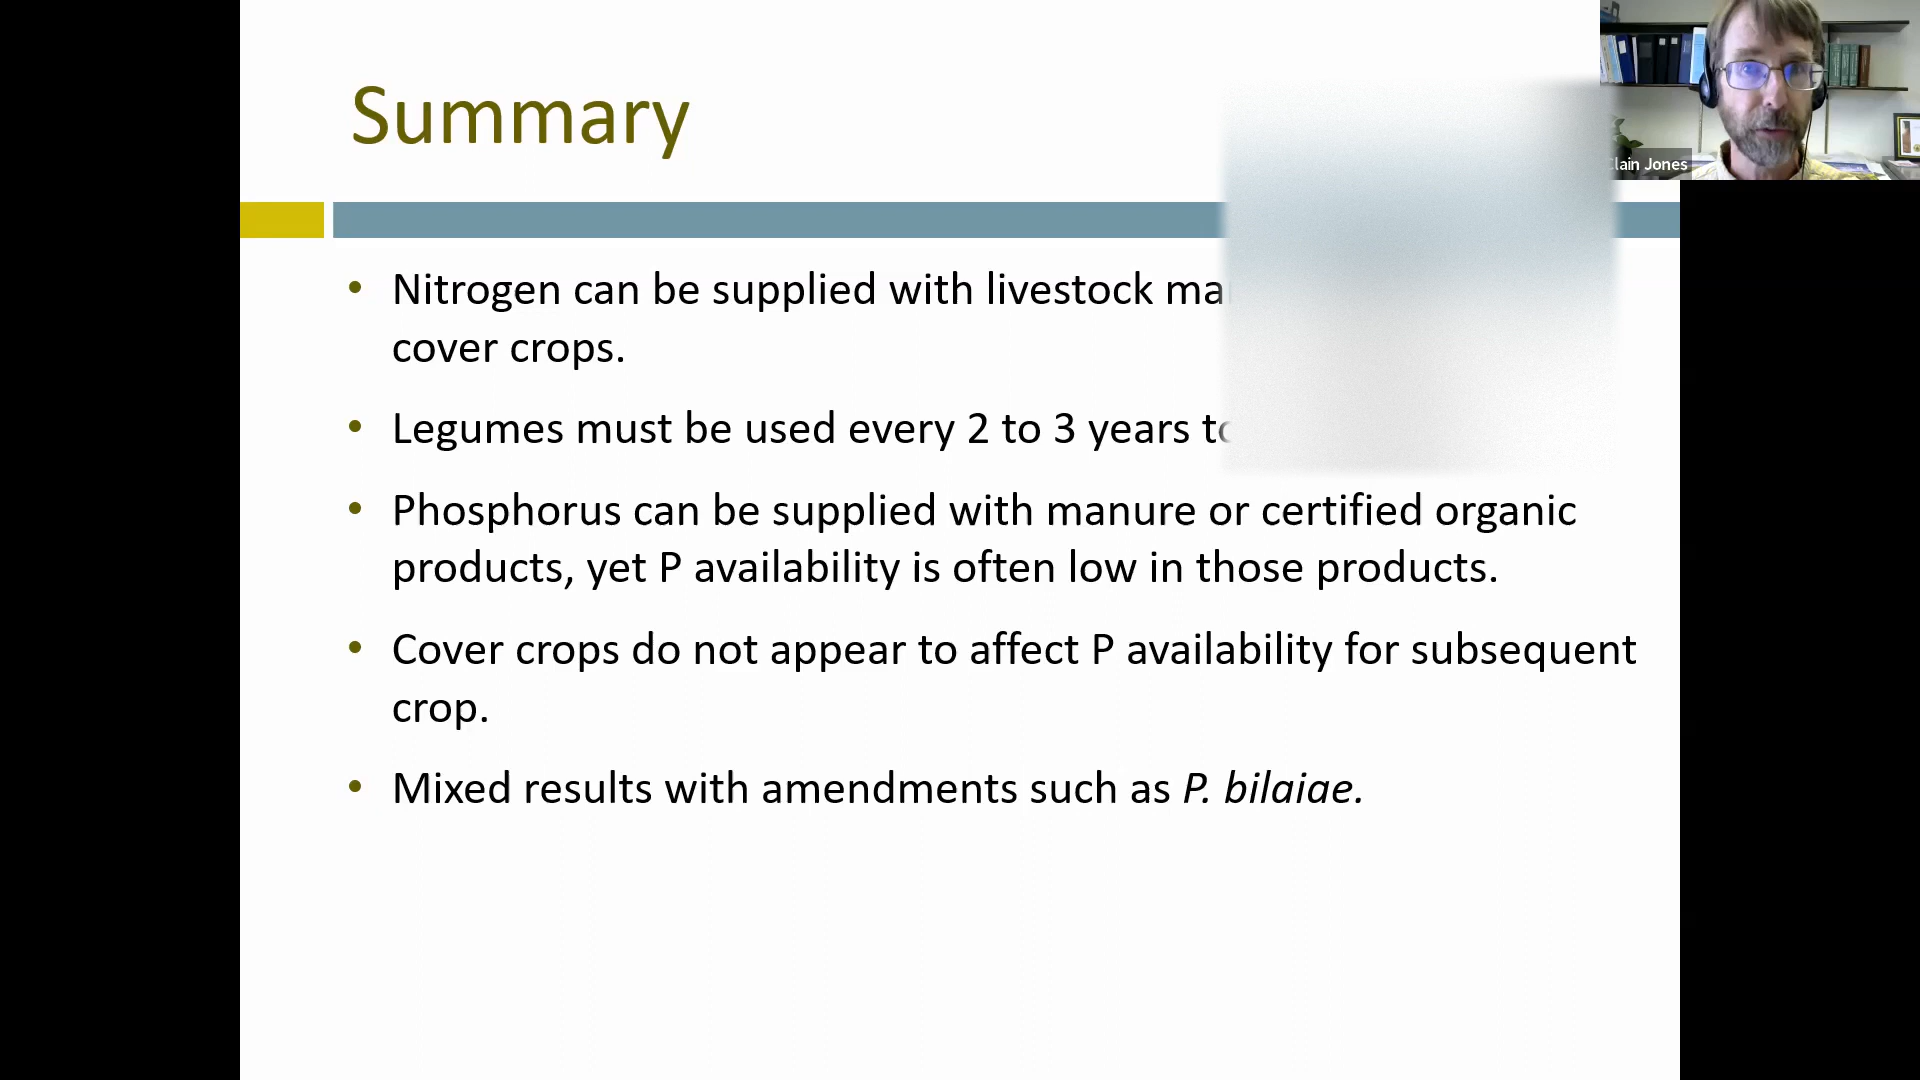 Summary
lain Jones
• Nitrogen can be supplied with livestock
cover crops.
• Legumes must be used every 2 to 3 years
• Phosphorus can be supplied with manure or certified organic
products, yet P availability is often low in those products.
• Cover crops do not appear to affect P availability for subsequent
crop.
• Mixed results with amendments such as P. bilaiae.